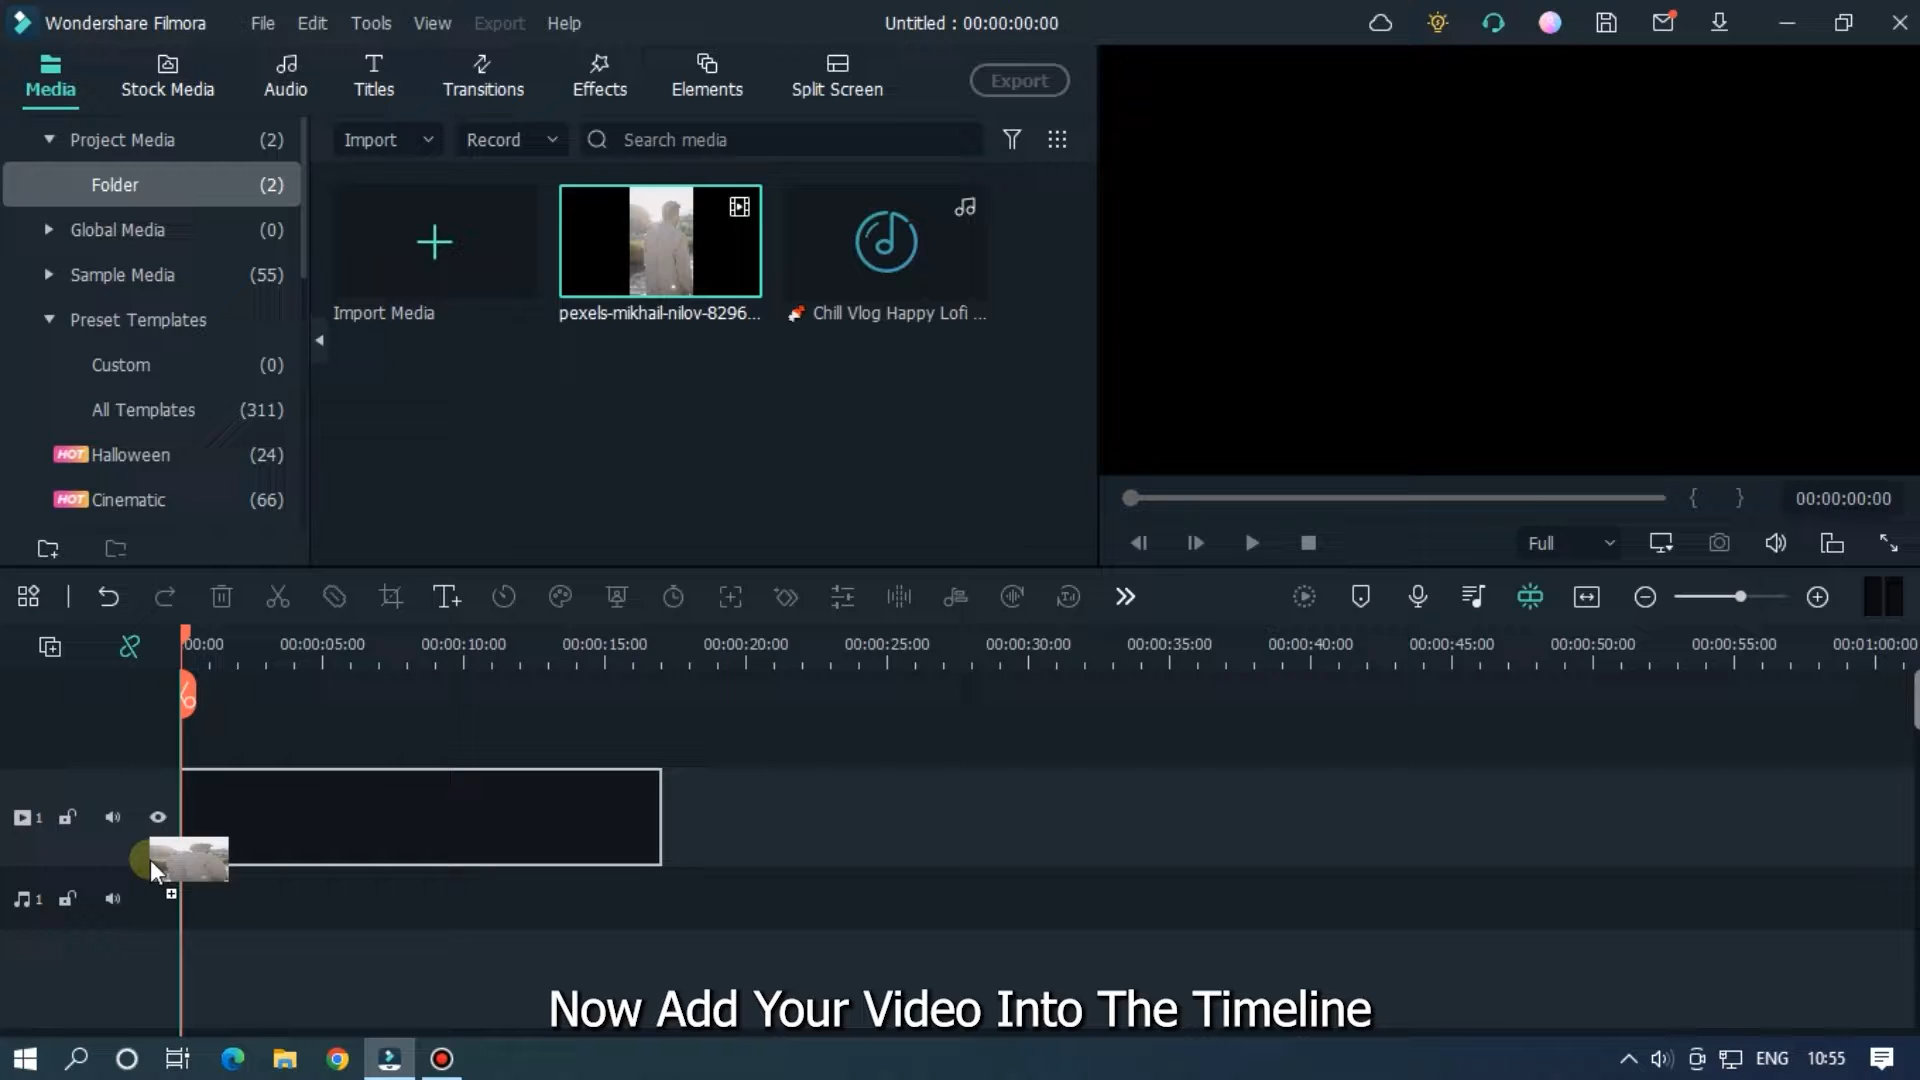 Wondershare Filmora
File
Edit
Tools
View
Export
Help
Untitled : 00:00:00:00
Media
Stock Media
Audio
Titles
Transitions
Effects
Elements
Split Screen
Export
Project Media (2)
Folder (2)
Global Media (0)
Sample Media (55)
Preset Templates
Custom (0)
All Templates (311)
HOT Halloween (24)
HOT Cinematic (66)
Import
Record
Search media
Import Media
pexels-mikhail-nilov-8296...
Chill Vlog Happy Lofi ...
{ } 00:00:00:00
Full
00:00 00:00:05:00 00:00:10:00 00:00:15:00 00:00:20:00 00:00:25:00 00:00:30:00 00:00:35:00 00:00:40:00 00:00:45:00 00:00:50:00 00:00:55:00 00:01:00:00
1
1
Now Add Your Video Into The Timeline
ENG 10:55